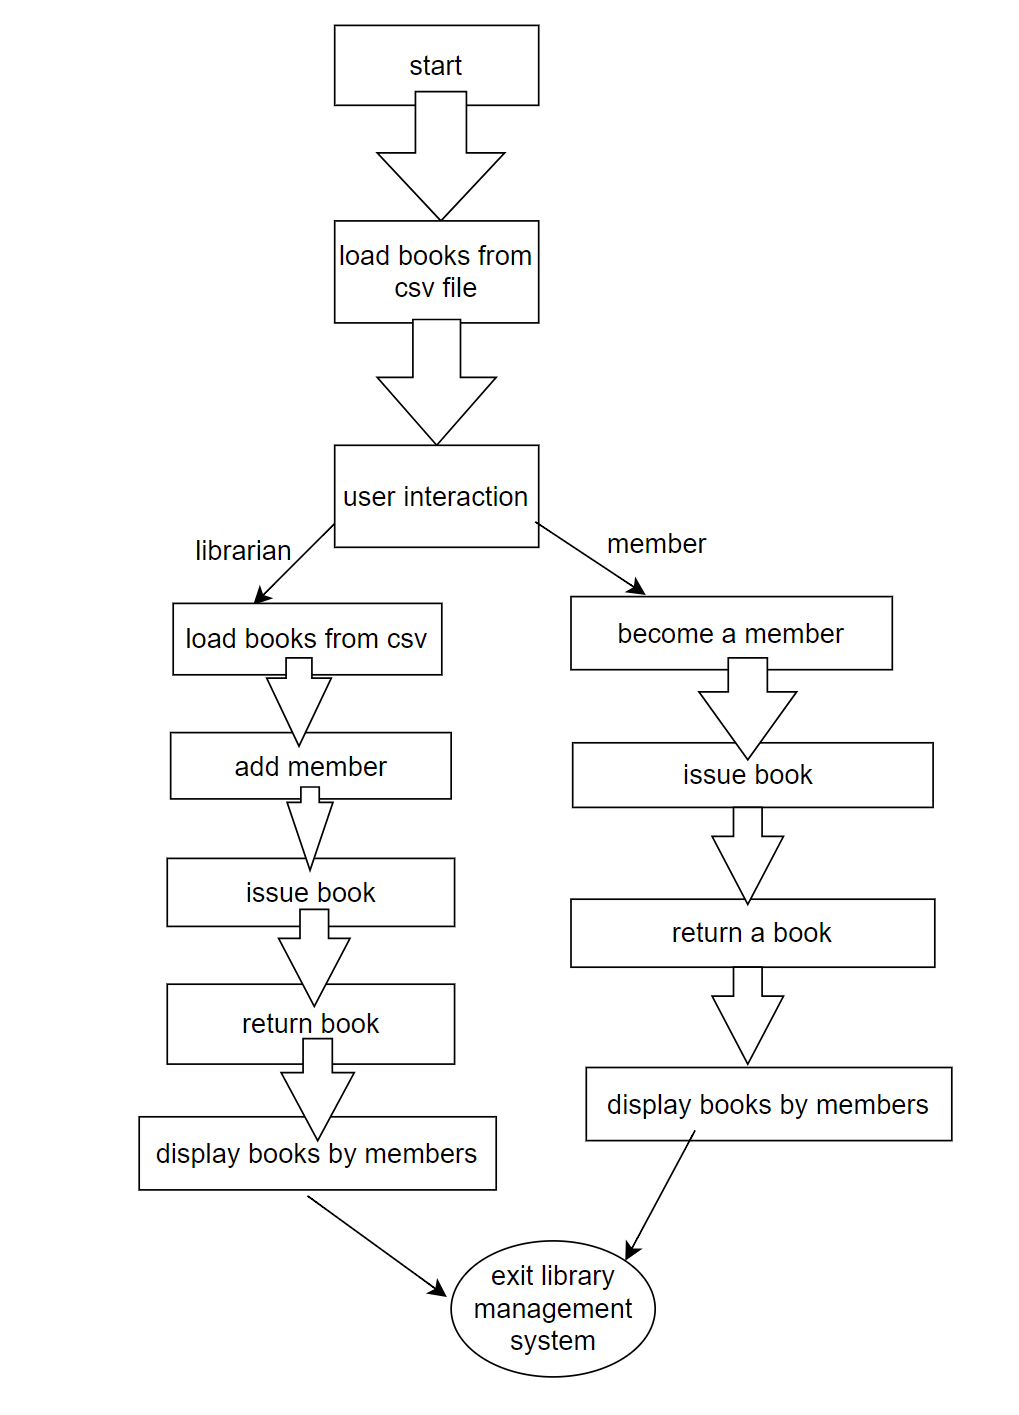 start
load books from
csv file
user interaction
librarian
member
load books from csv
become a member
add member
issue book
issue book
return a book
return book
display books by members
display books by members
exit library
management
system